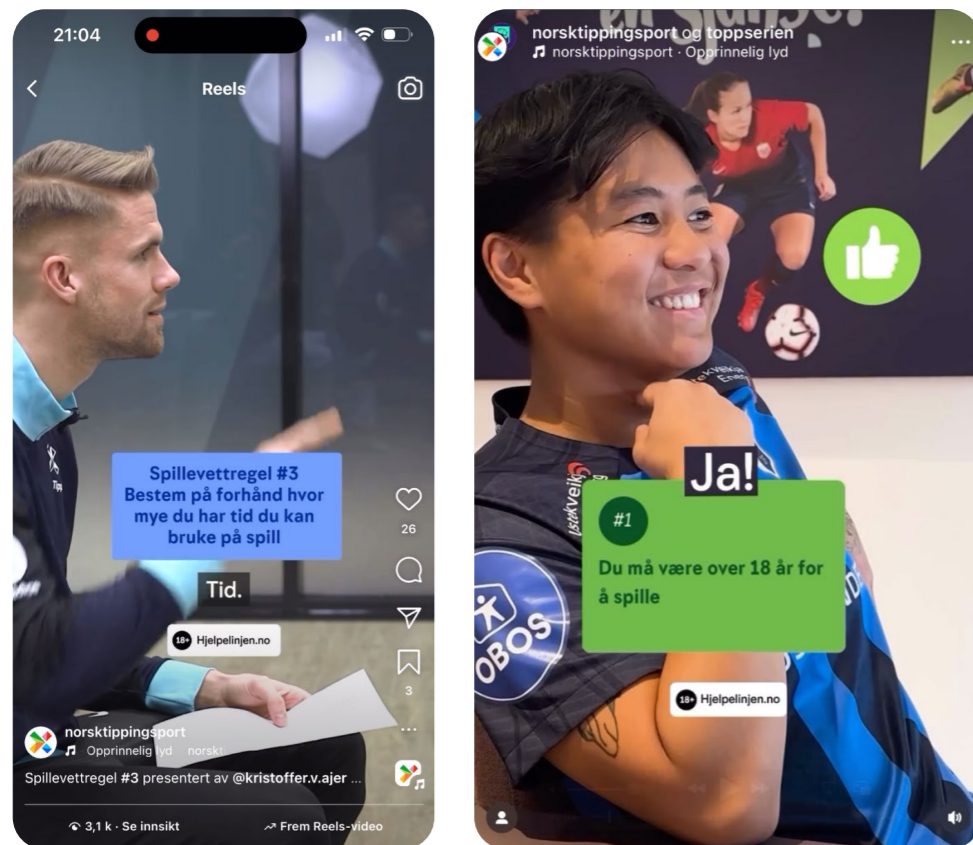 21:04
Reels
Spillevettregel #3
Bestem på forhånd hvor
mye du har tid du kan
bruke på spill
26
Tid.
18+ Hjelpelinjen.no
3
norsktippingsport
Opprinnelig lyd norskt
Spillevettregel #3 presentert av @kristoffer.v.ajer ...
3,1 k · Se innsikt
Frem Reels-video
en sjanse!
norsktippingsport og toppserien
norsktippingsport · Opprinnelig lyd
Ja!
#1
Du må være over 18 år for
å spille
OBOS
18+ Hjelpelinjen.no